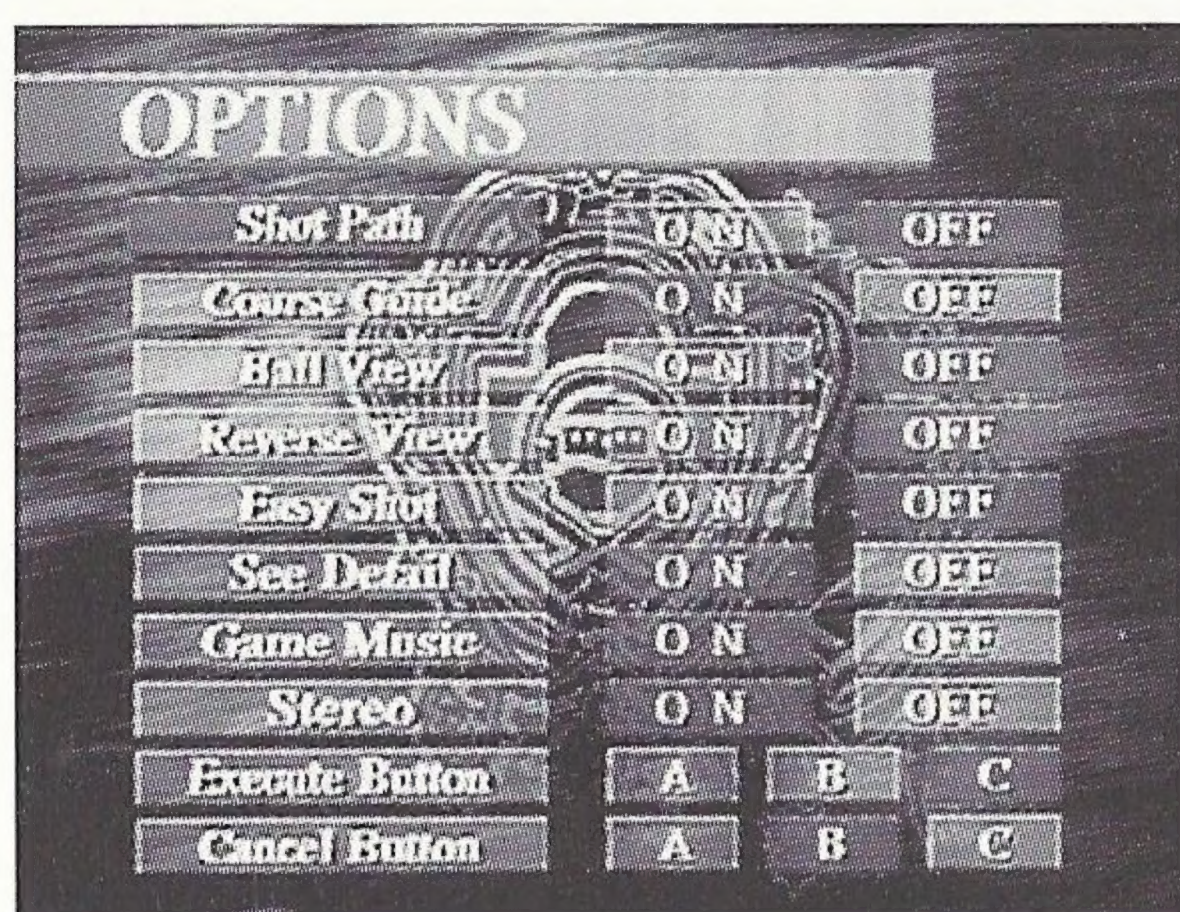 OPTIONS
Shot Path ON OFF
Course Guide ON OFF
Ball View ON OFF
Reverse View ON OFF
Easy Shot ON OFF
See Detail ON OFF
Game Music ON OFF
Stereo ON OFF
Execute Button A B C
Cancel Button A B C